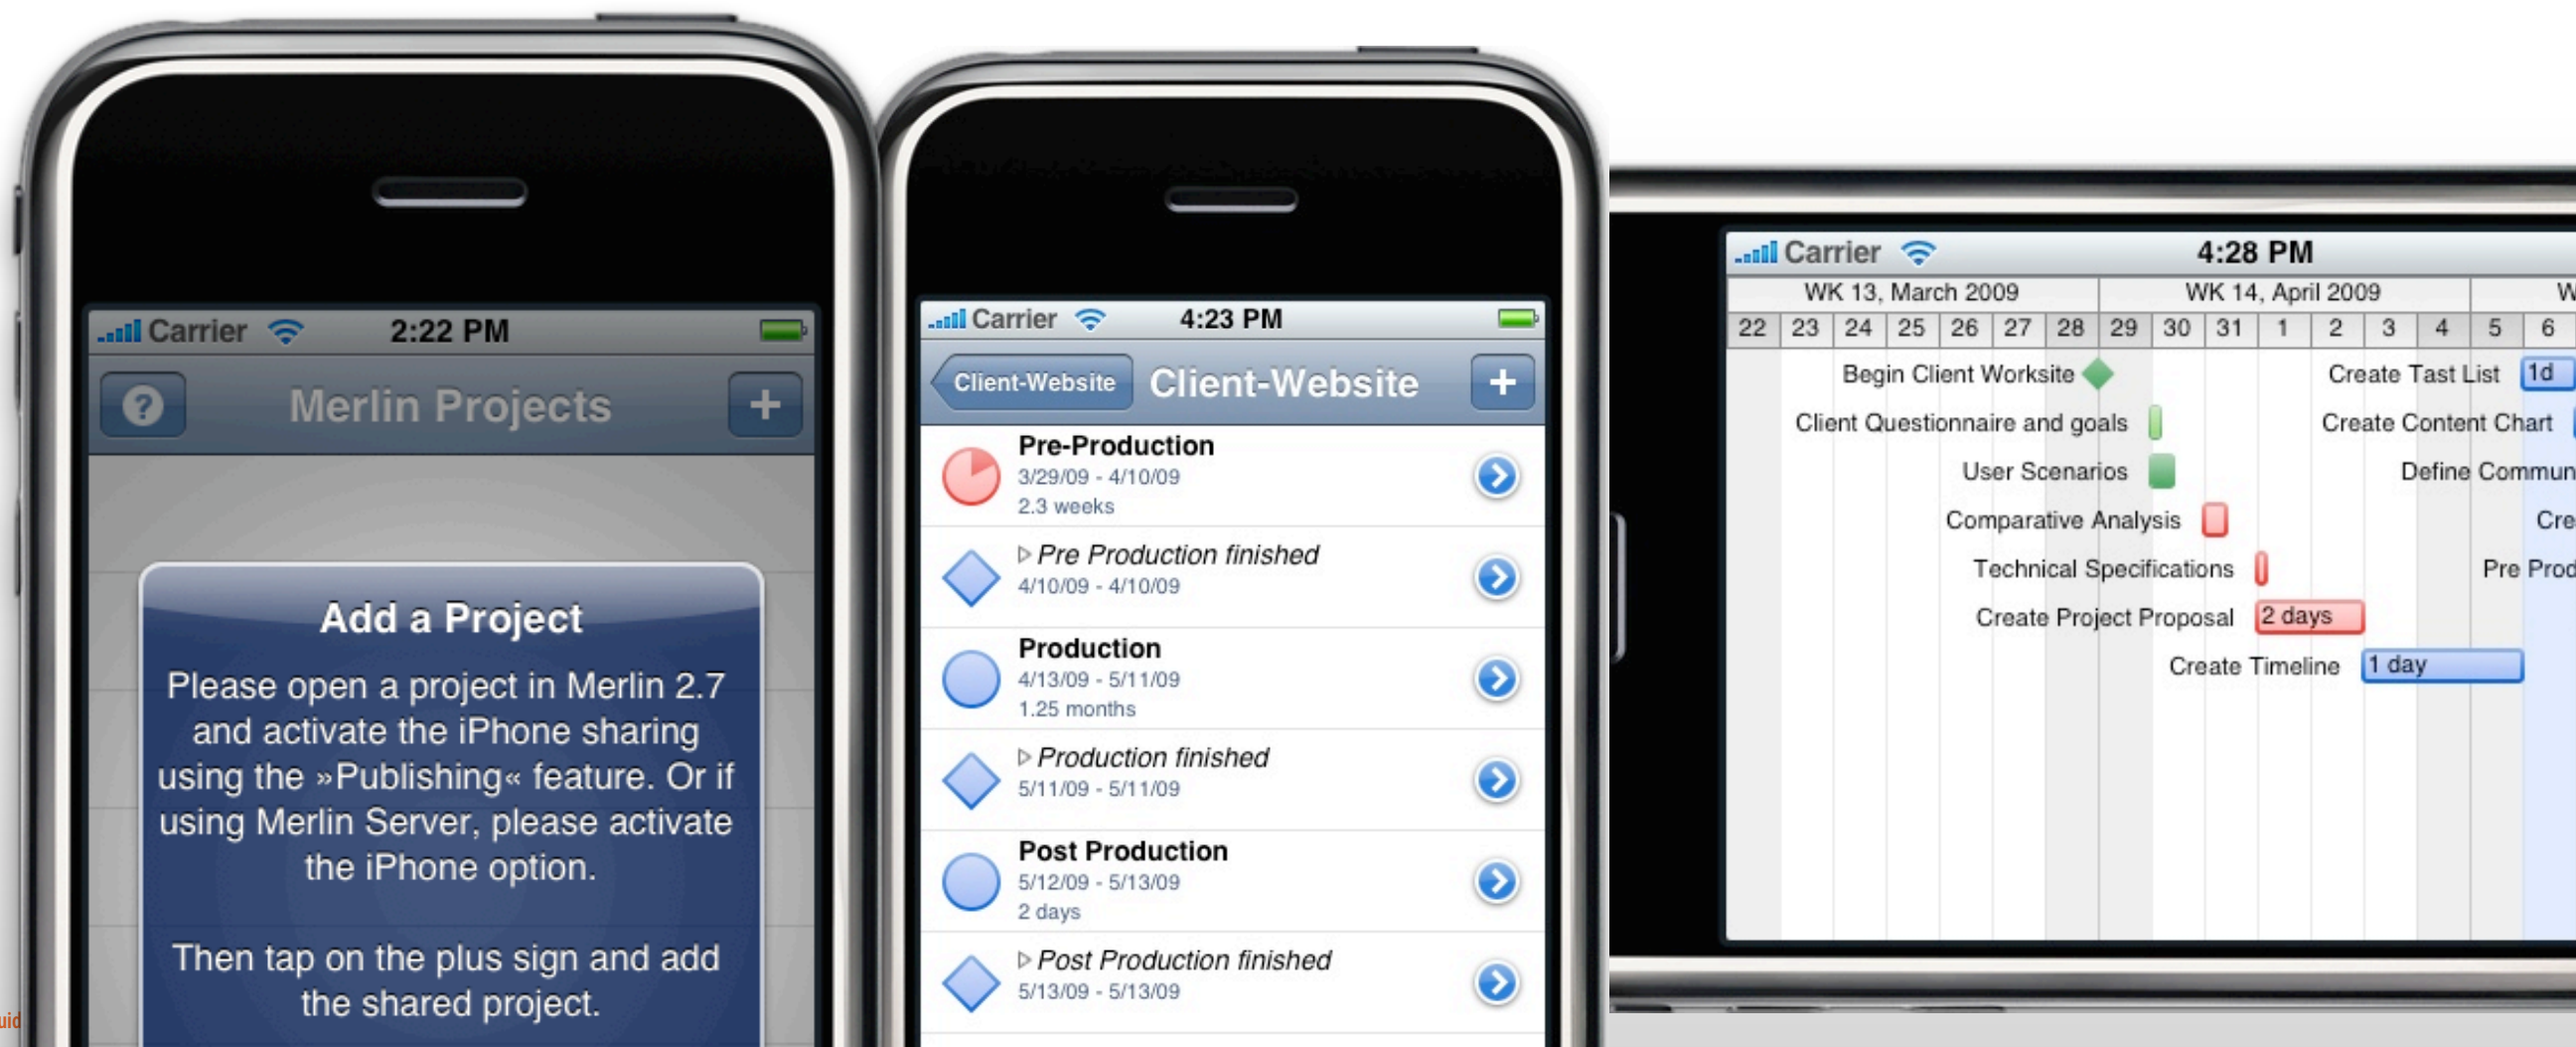 Carrier 2:22 PM
Merlin Projects
Add a Project
Please open a project in Merlin 2.7
and activate the iPhone sharing
using the »Publishing« feature. Or if
using Merlin Server, please activate
the iPhone option.
Then tap on the plus sign and add
the shared project.
uid
Carrier 4:23 PM
Client-Website Client-Website
Pre-Production
3/29/09 - 4/10/09
2.3 weeks
Pre Production finished
4/10/09 - 4/10/09
Production
4/13/09 - 5/11/09
1.25 months
Production finished
5/11/09 - 5/11/09
Post Production
5/12/09 - 5/13/09
2 days
Post Production finished
5/13/09 - 5/13/09
Carrier 4:28 PM
WK 13, March 2009 WK 14, April 2009 W
22 23 24 25 26 27 28 29 30 31 1 2 3 4 5 6
Begin Client Worksite Create Tast List 1d
Client Questionnaire and goals Create Content Chart
User Scenarios Define Commun
Comparative Analysis Cre
Technical Specifications Pre Prod
Create Project Proposal 2 days
Create Timeline 1 day